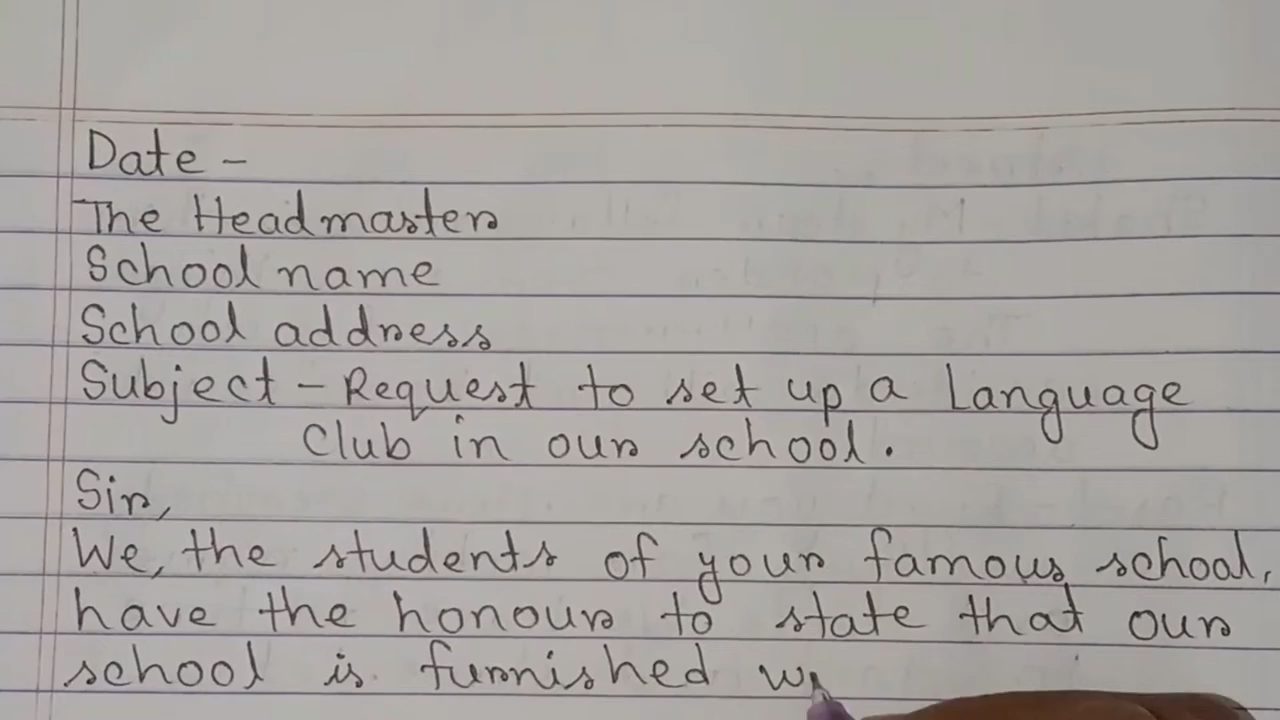 Date -
The Headmaster
School name
School address
Subject - Request to set up a Language
Club in our school.
Sir,
We, the students of your famous school,
have the honour to state that our
school is furnished